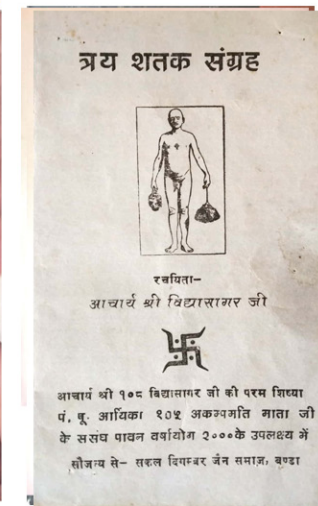 त्रय शतक संग्रह
रचयिता-
आचार्य श्री विद्यासागर जी
आचार्य श्री १०८ विद्यासागर जी की परम शिष्या
पं. बू. आर्यिका १०५ अकम्पमति माता जी
के ससंघ पावन वर्षायोग २०००के उपलक्ष्य में
सौजन्य से- सकल दिगम्बर जैन समाज, बण्डा